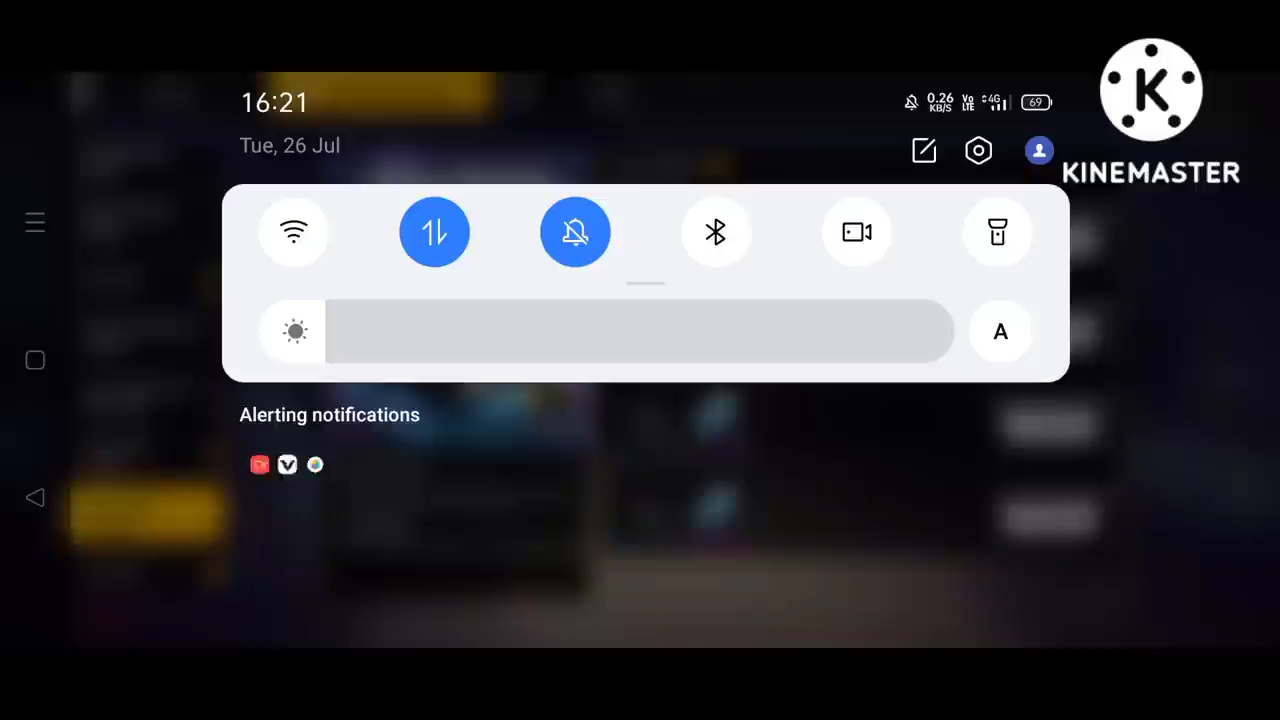 16:21
0.26
KB/S
Vo
LTE
4G
69
Tue, 26 Jul
K
KINEMASTER
A
Alerting notifications